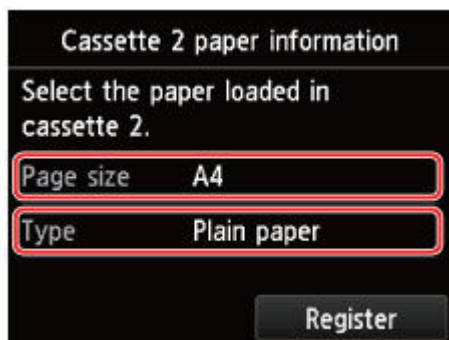 Cassette 2 paper information
Select the paper loaded in
cassette 2.
Page size A4
Type Plain paper
Register